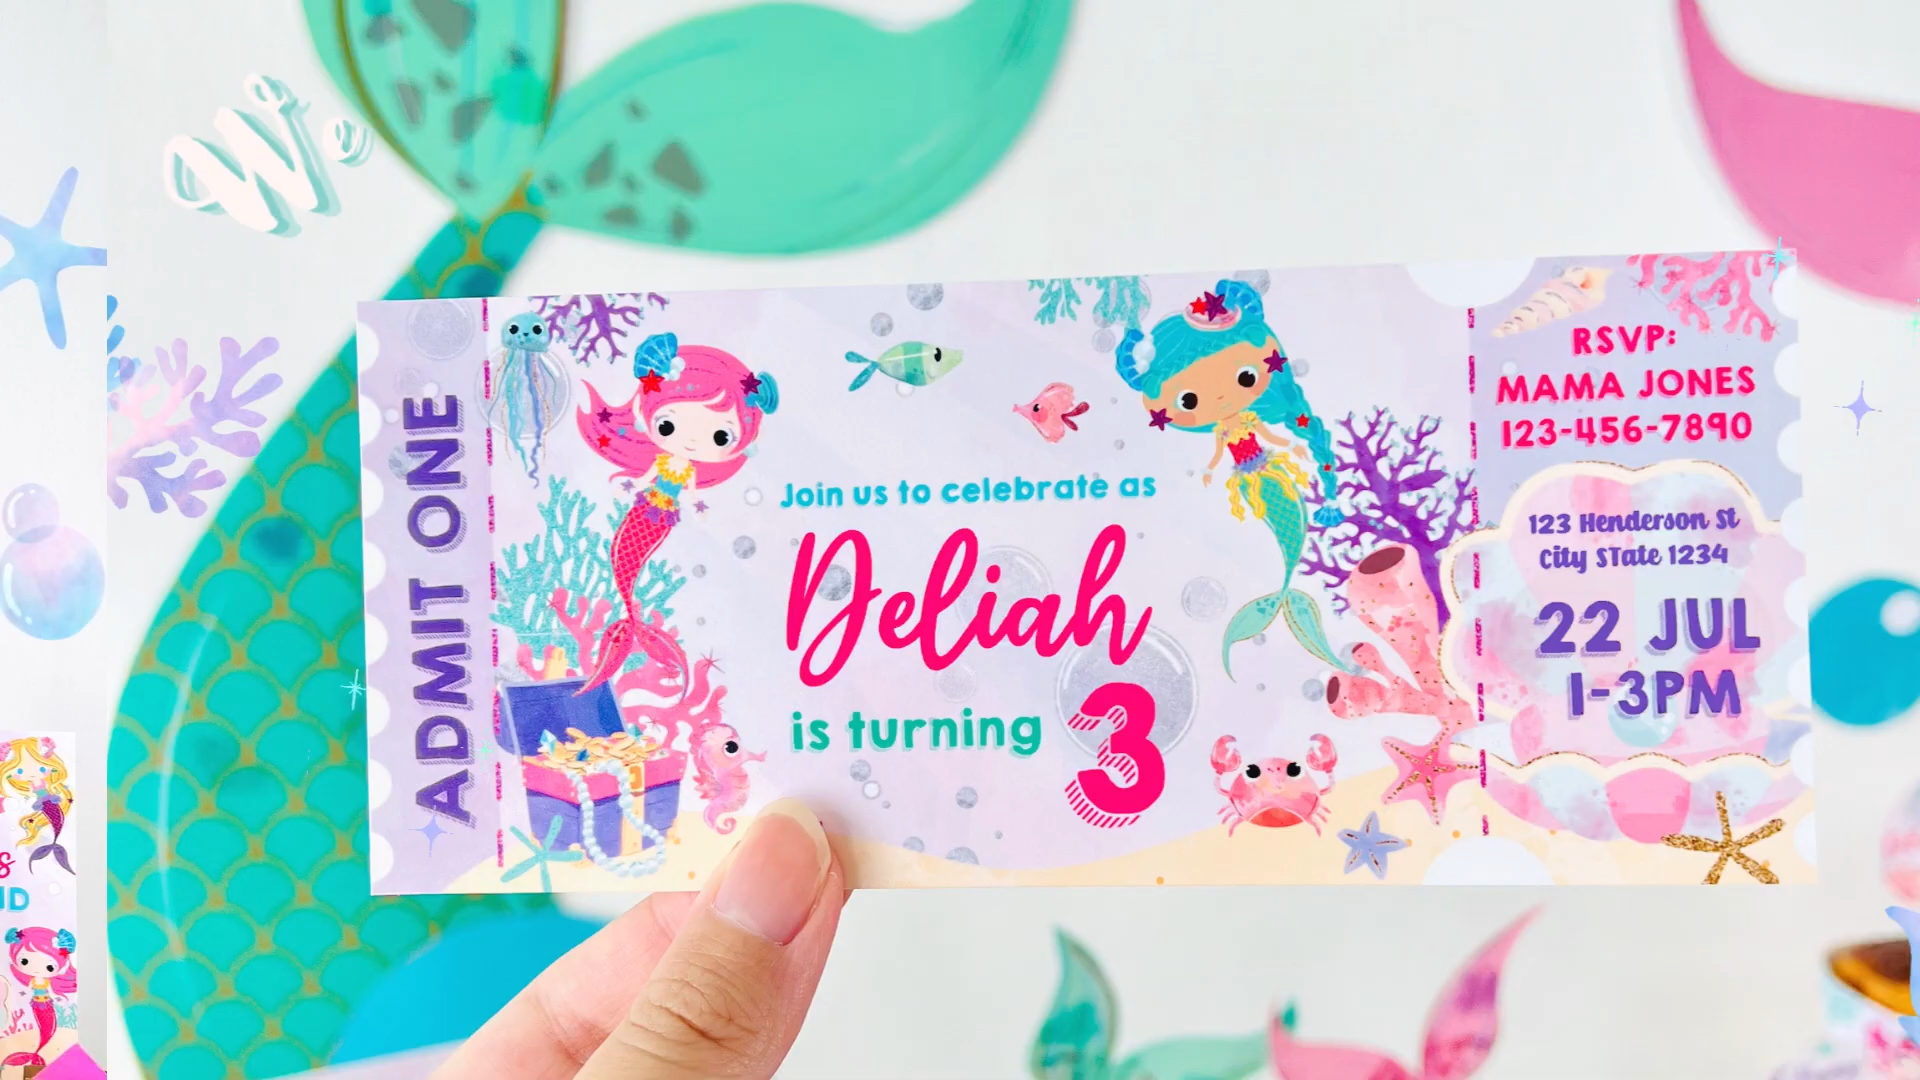 We
ADMIT ONE
Join us to celebrate as
Deliah
is turning
3
RSVP:
MAMA JONES
123-456-7890
123 Henderson St
City STate 1234
22 JUL
1-3PM